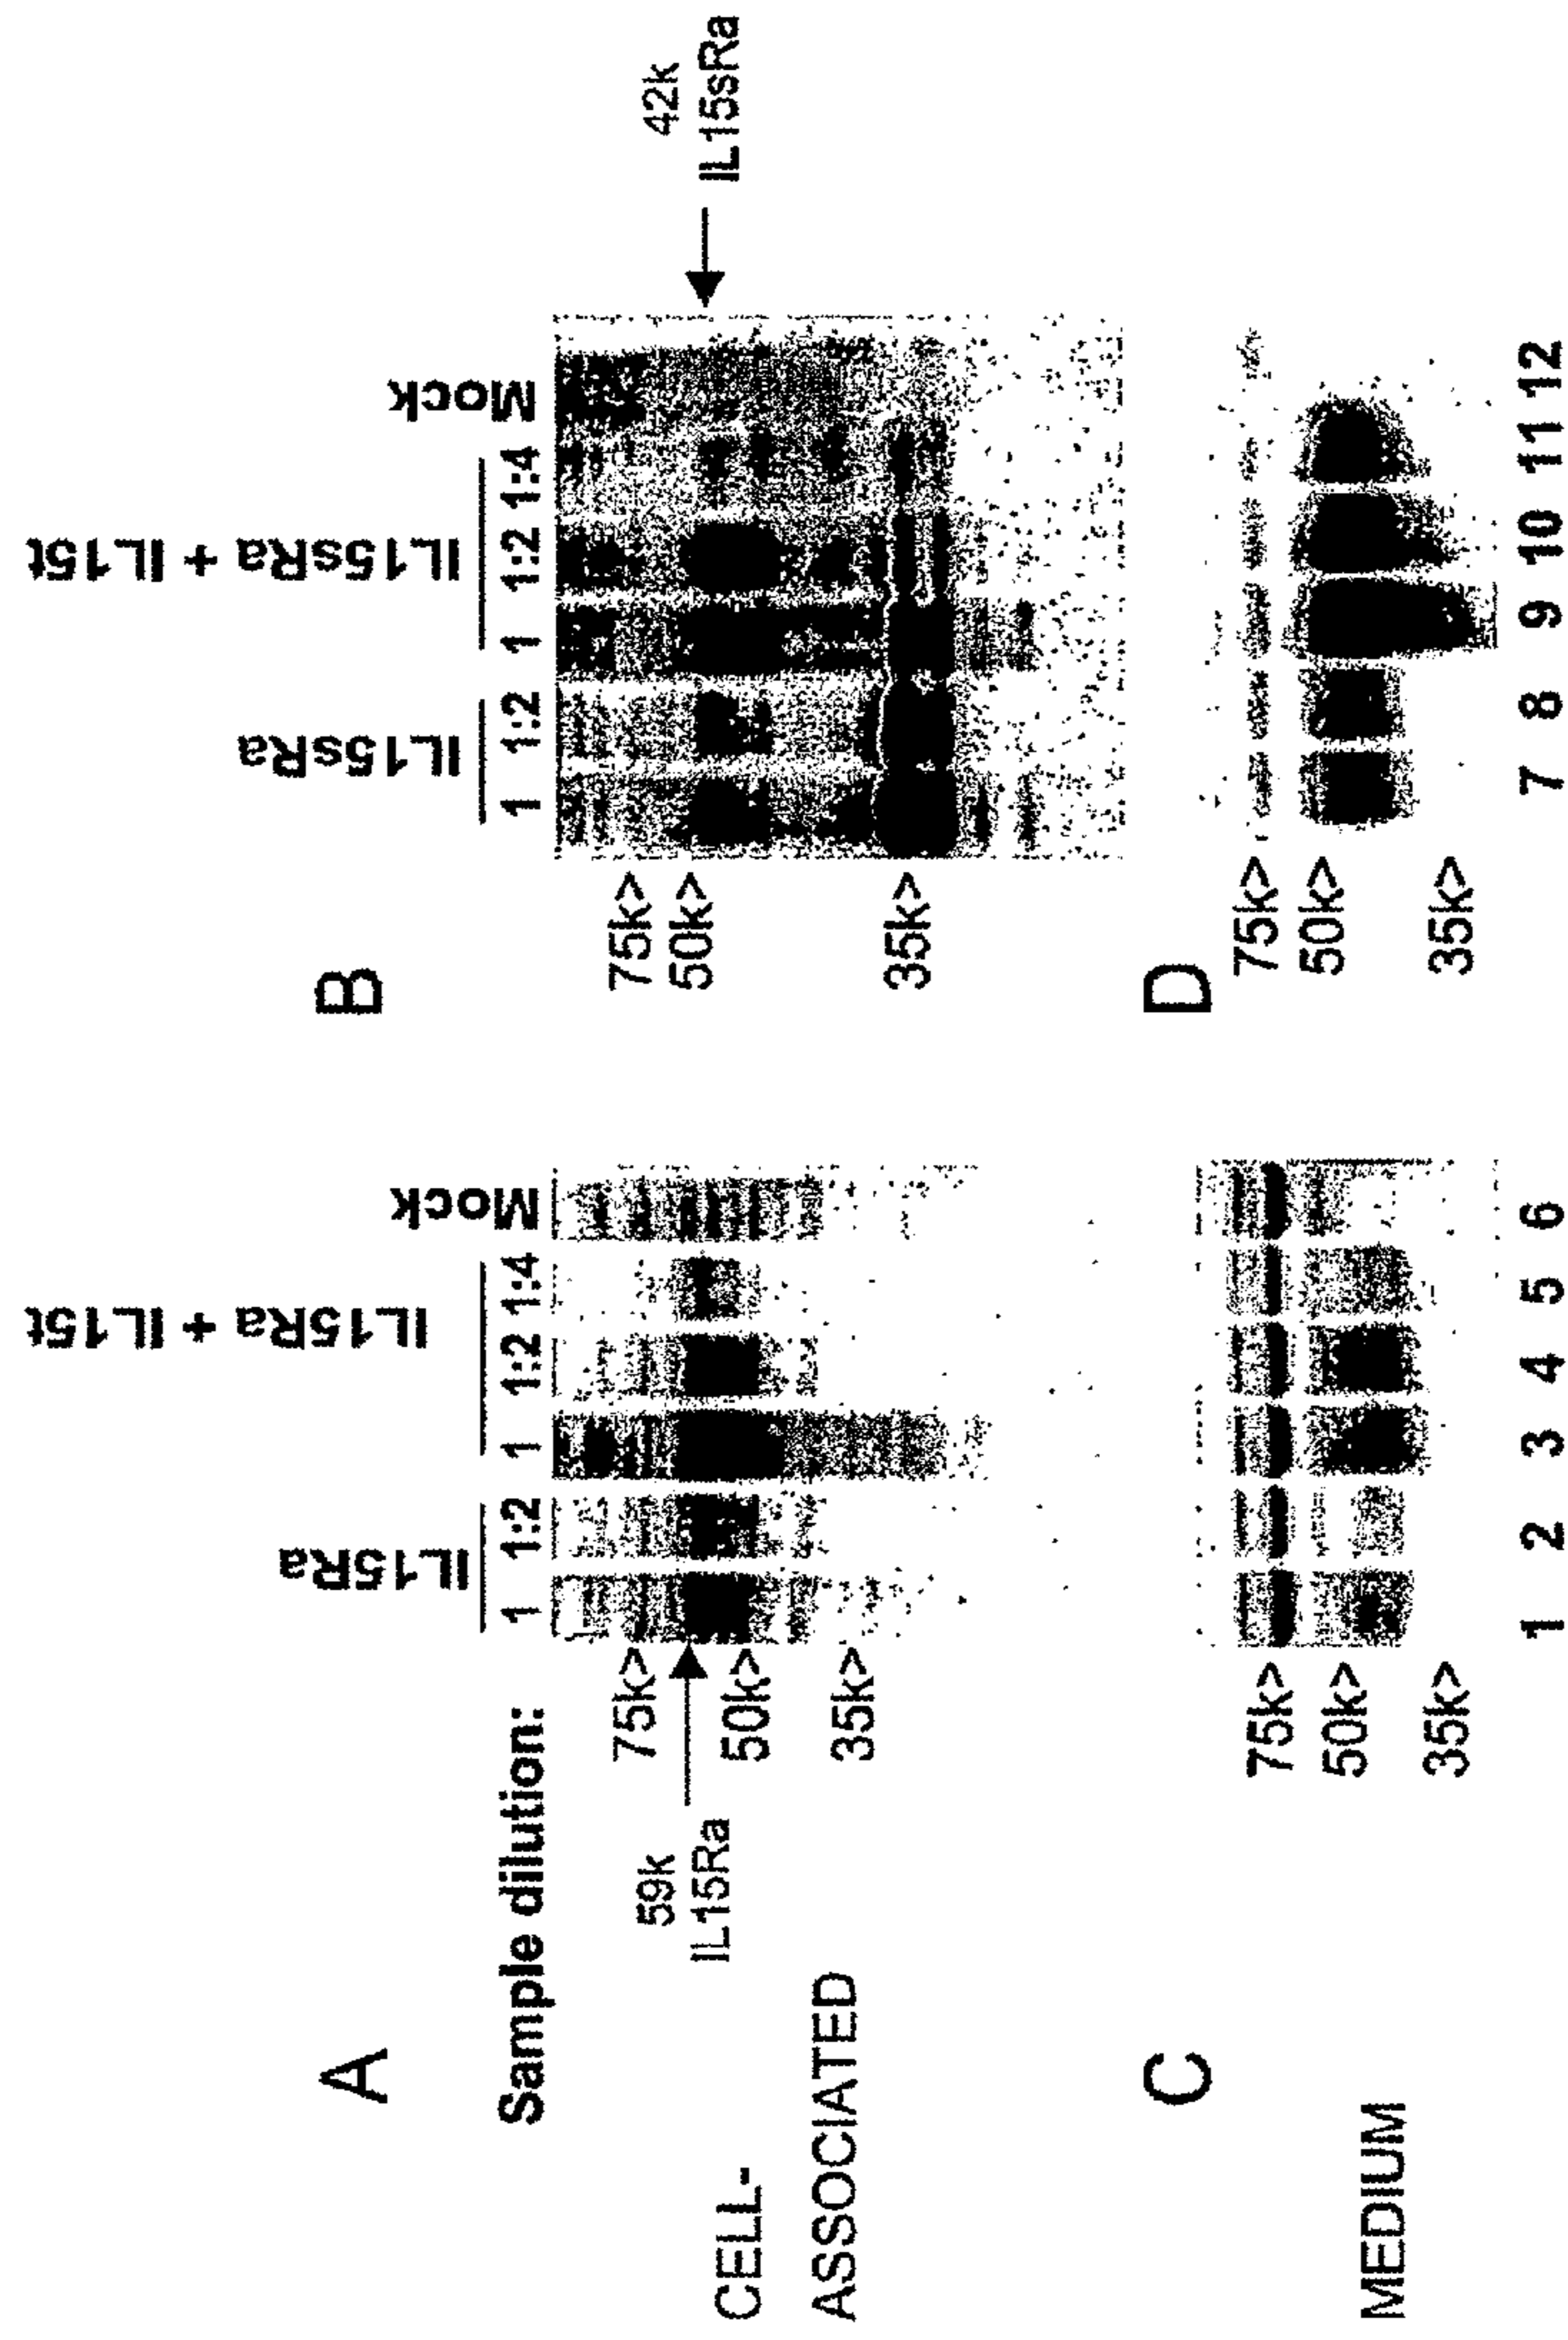 A
IL15Ra
IL15Ra + IL15t
Mock
Sample dilution:
1 1:2 1 1:2 1:4
CELL-
ASSOCIATED
75k>
59k
IL15Ra
50k>
35k>
B
IL15sRa
IL15sRa + IL15t
Mock
1 1:2 1 1:2 1:4
75k>
50k>
35k>
42k
IL15sRa
C
MEDIUM
75k>
50k>
35k>
1 2 3 4 5 6
D
75k>
50k>
35k>
7 8 9 10 11 12